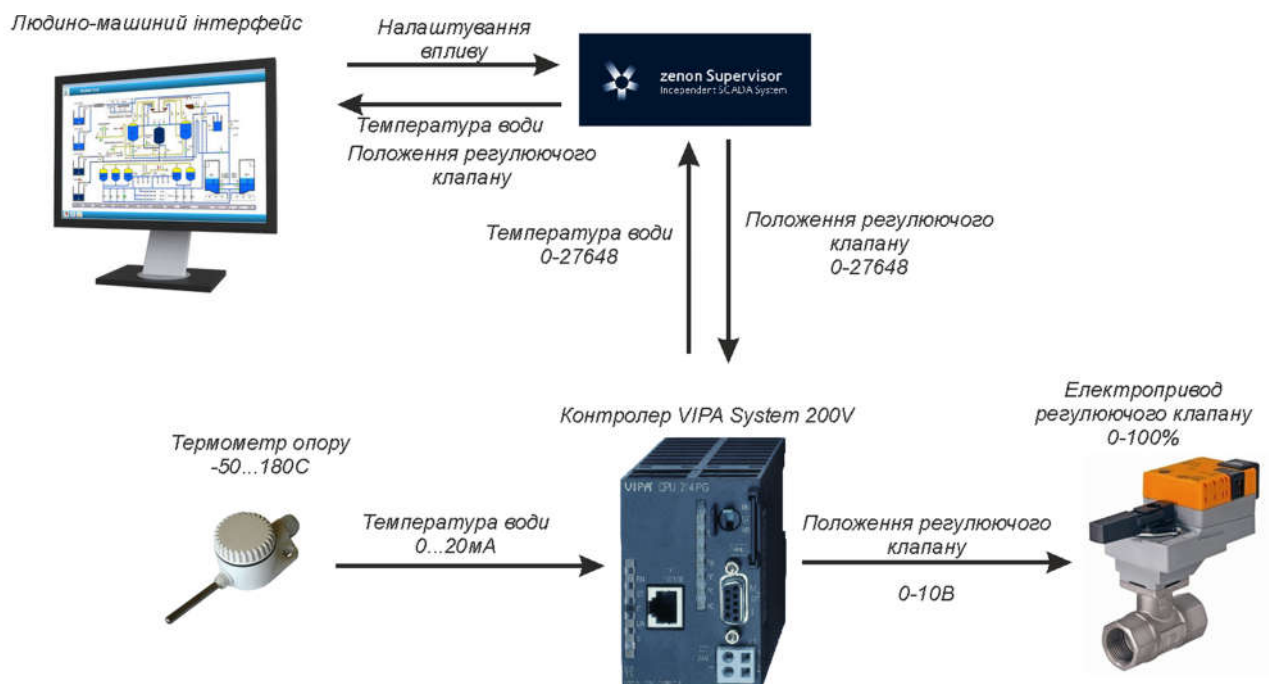 Людино-машиний інтерфейс
Налаштування
впливу
zenon Supervisor
Independent SCADA System
Температура води
Положення регулюючого
клапану
Температура води
0-27648
Положення регулюючого
клапану
0-27648
Термометр опору
-50...180С
Температура води
0...20мА
Контролер VIPA System 200V
VIPA CPU 214PG
Положення регулюючого
клапану
0-10В
Електропривод
регулюючого клапану
0-100%